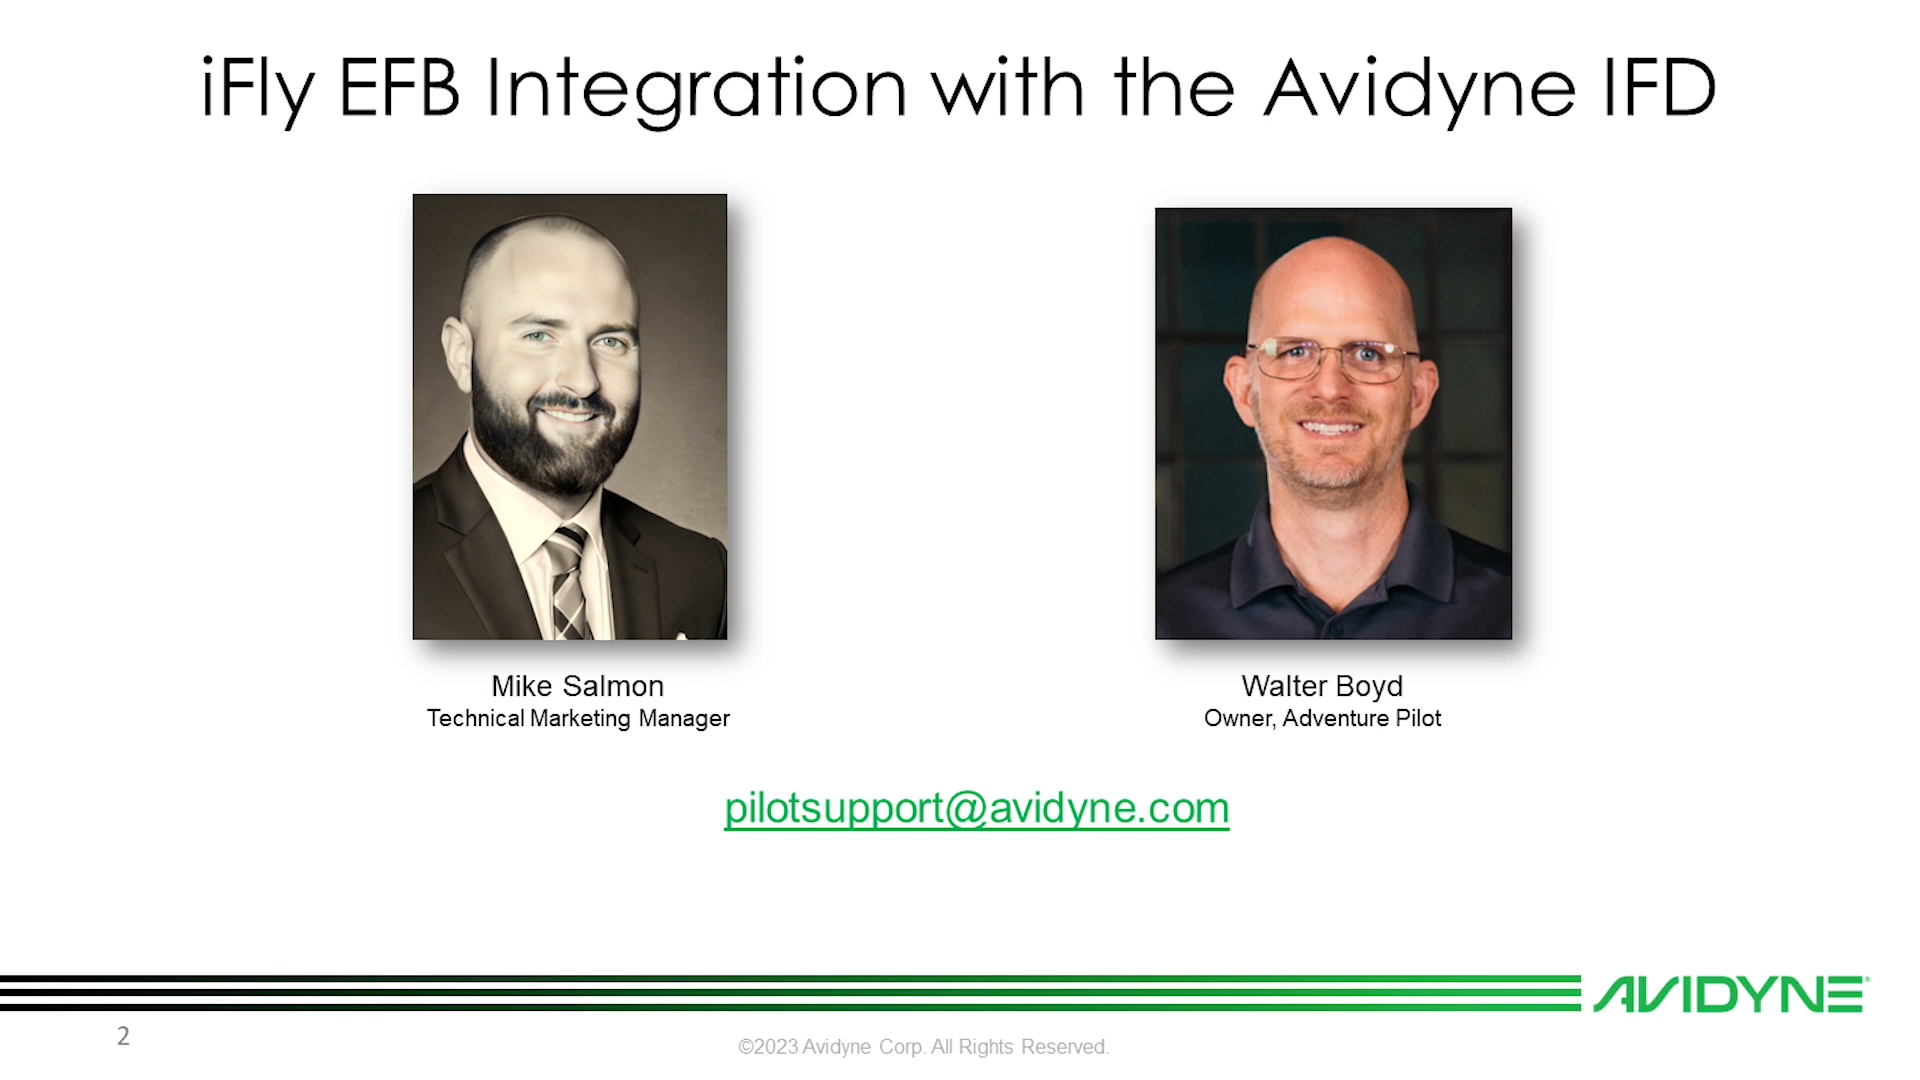 iFly EFB Integration with the Avidyne IFD
Mike Salmon
Technical Marketing Manager
Walter Boyd
Owner, Adventure Pilot
pilotsupport@avidyne.com
AVIDYNE®
2
©2023 Avidyne Corp. All Rights Reserved.